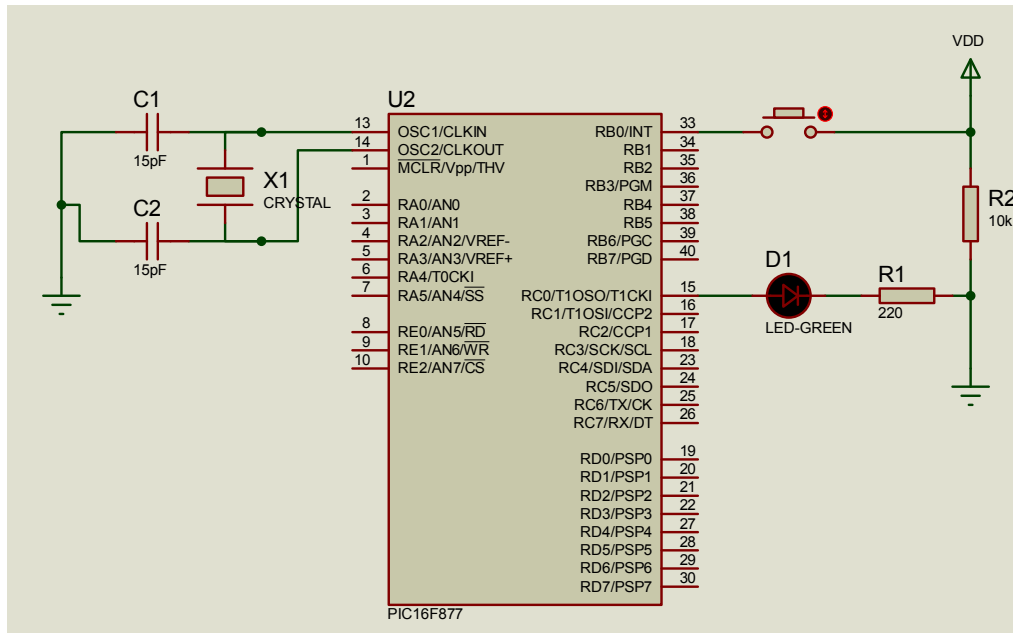 VDD
C1
15pF
C2
15pF
X1
CRYSTAL
U2
13 OSC1/CLKIN
14 OSC2/CLKOUT
1 MCLR/Vpp/THV
2 RA0/AN0
3 RA1/AN1
4 RA2/AN2/VREF-
5 RA3/AN3/VREF+
6 RA4/T0CKI
7 RA5/AN4/SS
8 RE0/AN5/RD
9 RE1/AN6/WR
10 RE2/AN7/CS
RB0/INT 33
RB1 34
RB2 35
RB3/PGM 36
RB4 37
RB5 38
RB6/PGC 39
RB7/PGD 40
RC0/T1OSO/T1CKI 15
RC1/T1OSI/CCP2 16
RC2/CCP1 17
RC3/SCK/SCL 18
RC4/SDI/SDA 23
RC5/SDO 24
RC6/TX/CK 25
RC7/RX/DT 26
RD0/PSP0 19
RD1/PSP1 20
RD2/PSP2 21
RD3/PSP3 22
RD4/PSP4 27
RD5/PSP5 28
RD6/PSP6 29
RD7/PSP7 30
PIC16F877
D1
LED-GREEN
R1
220
R2
10k